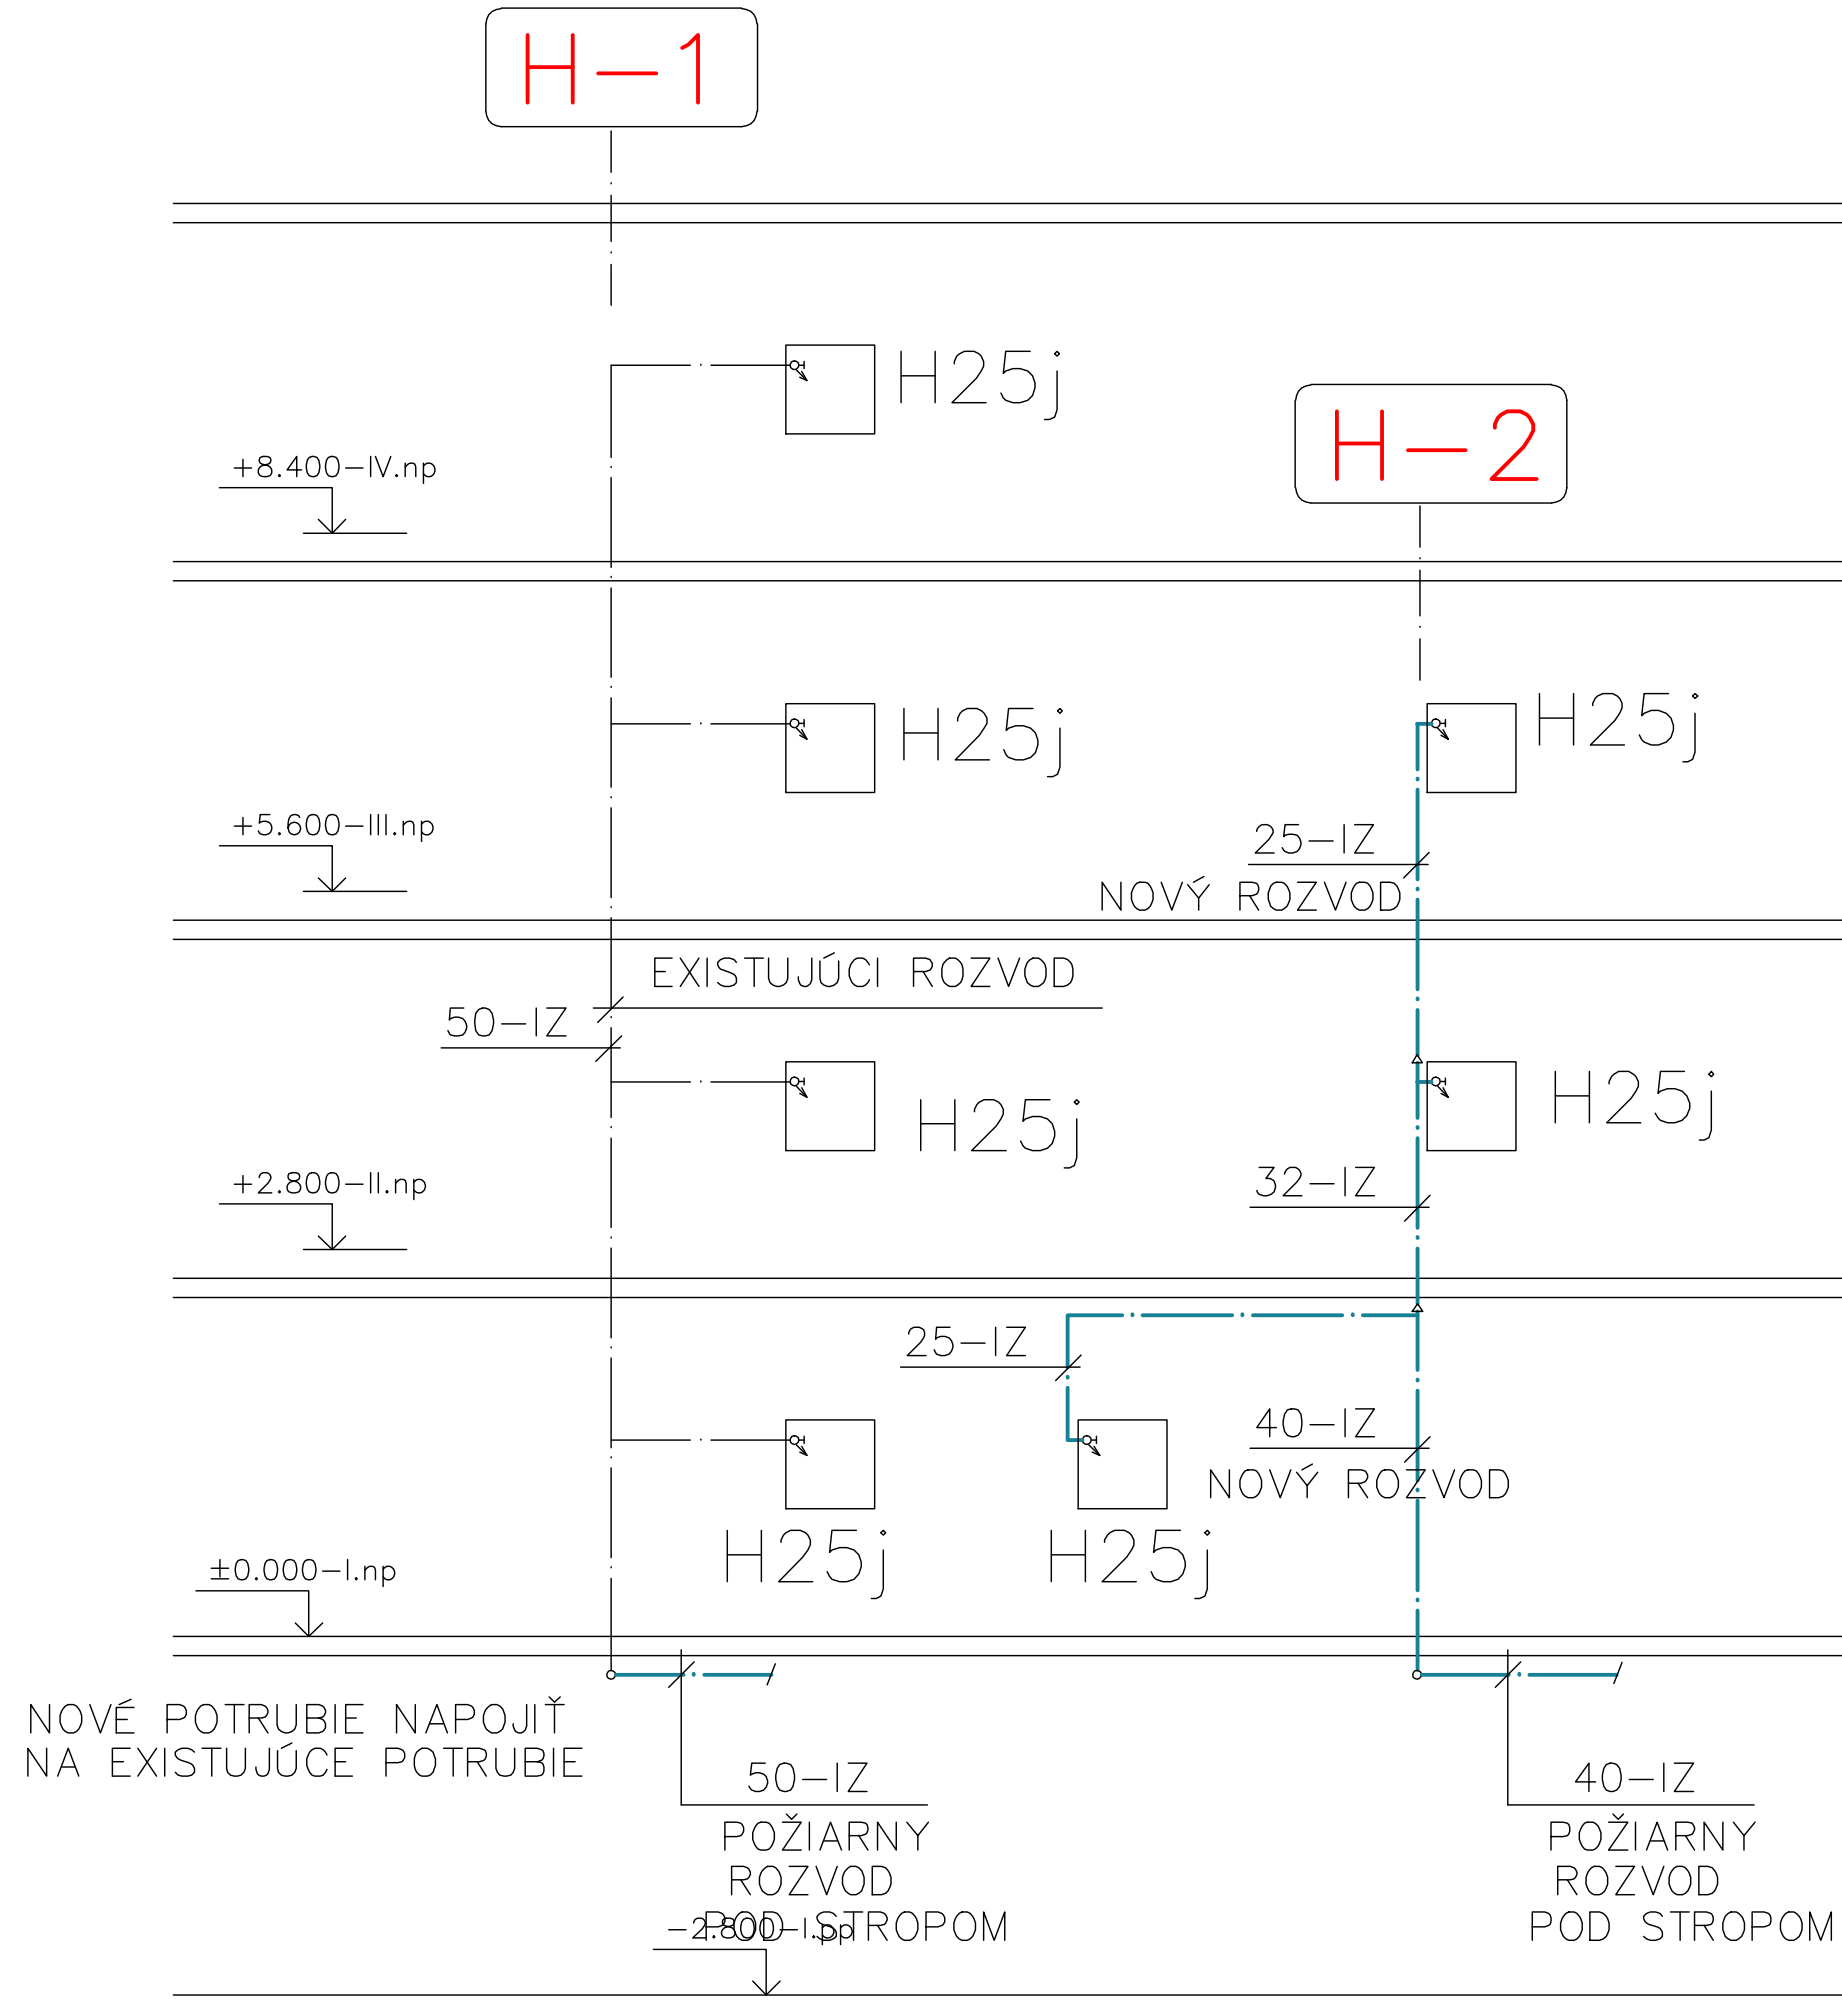 H-1
H25j
H-2
+8.400-IV.np
H25j
H25j
+5.600-III.np
25-IZ
NOVÝ ROZVOD
EXISTUJÚCI ROZVOD
50-IZ
H25j
H25j
+2.800-II.np
32-IZ
25-IZ
40-IZ
NOVÝ ROZVOD
H25j
H25j
±0.000-I.np
NOVÉ POTRUBIE NAPOJIŤ
NA EXISTUJÚCE POTRUBIE
50-IZ
POŽIARNY
ROZVOD
POD STROPOM
-2.800-I.pp
40-IZ
POŽIARNY
ROZVOD
POD STROPOM